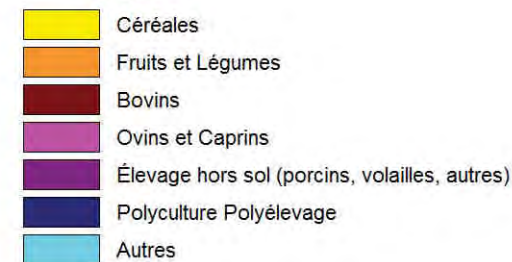 Céréales
Fruits et Légumes
Bovins
Ovins et Caprins
Élevage hors sol (porcins, volailles, autres)
Polyculture Polyélevage
Autres